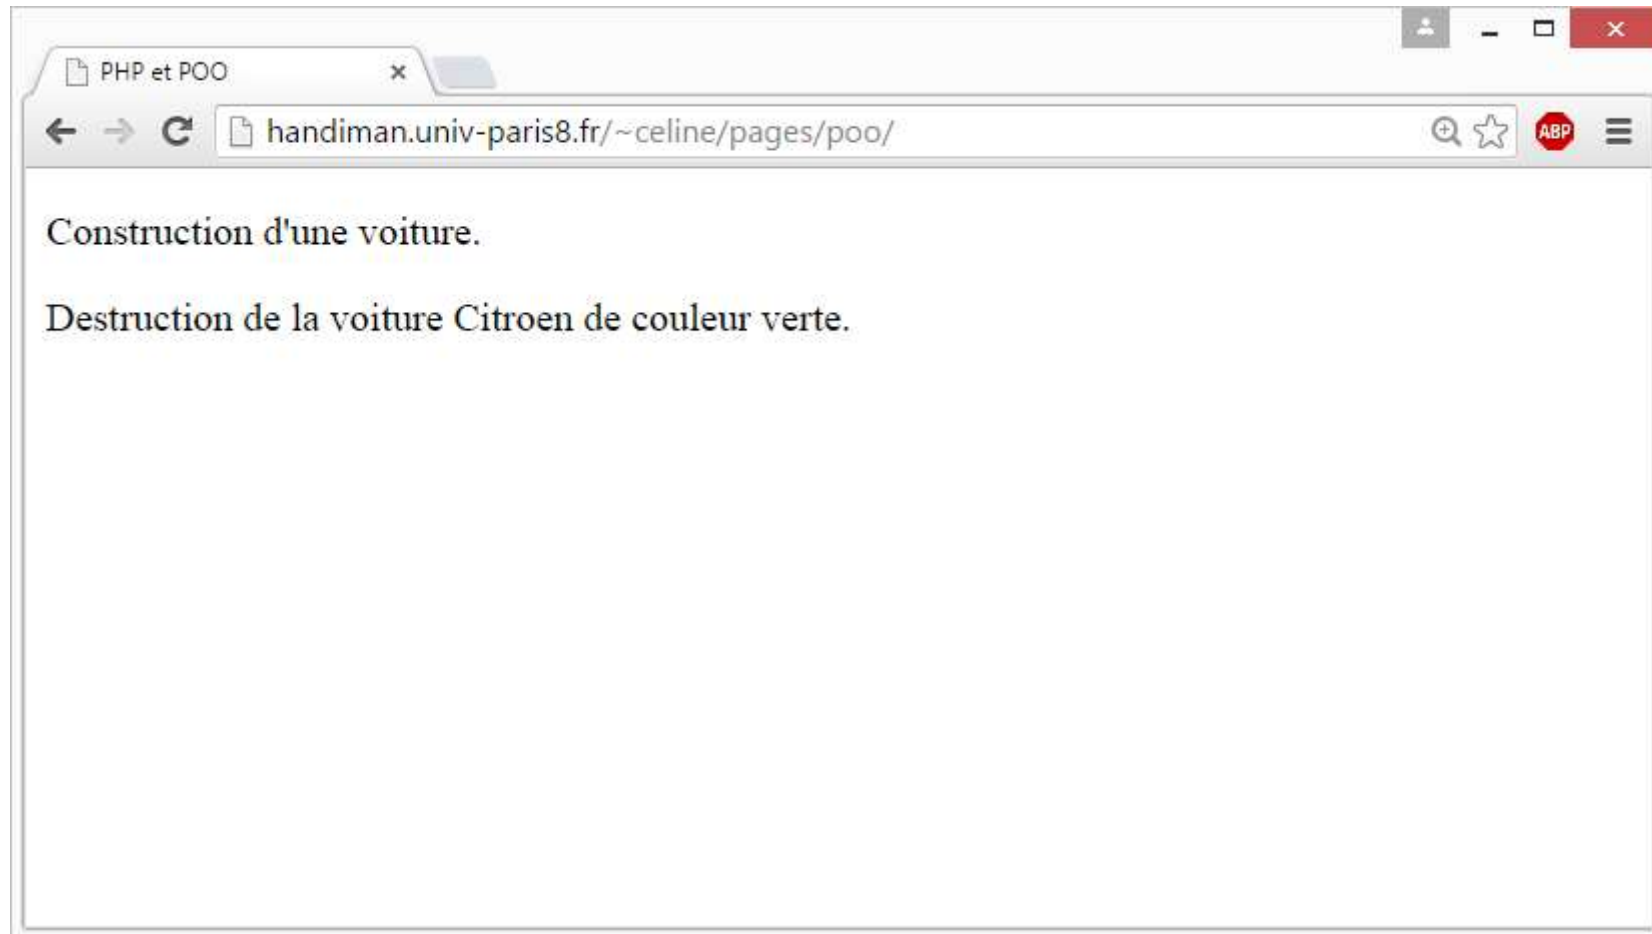 PHP et POO
handiman.univ-paris8.fr/~celine/pages/poo/
ABP
Construction d'une voiture.
Destruction de la voiture Citroen de couleur verte.